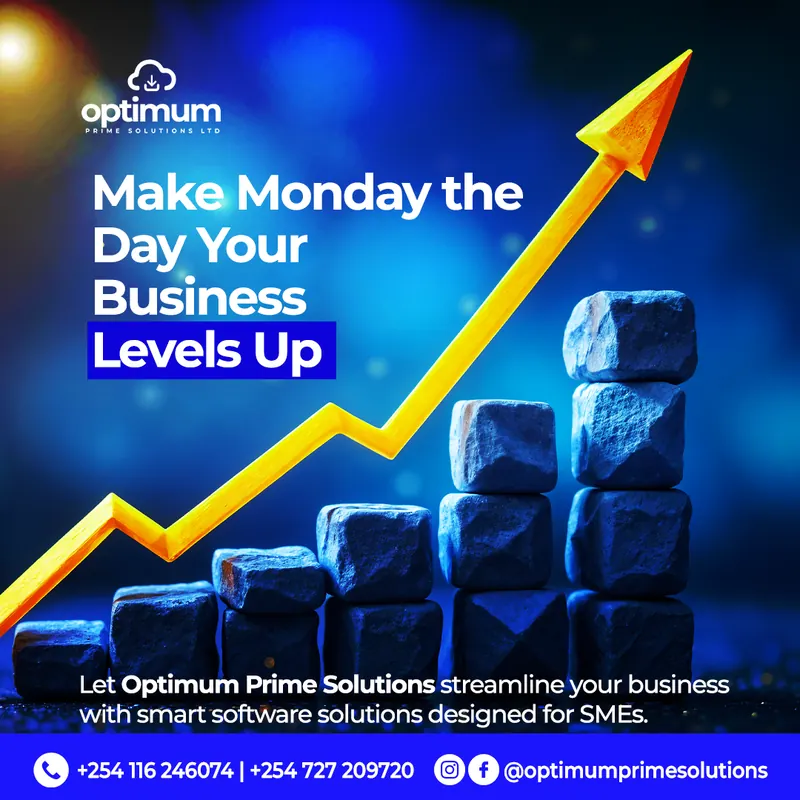 optimum
PRIME SOLUTIONS LTD
Make Monday the
Day Your
Business
Levels Up
Let Optimum Prime Solutions streamline your business
with smart software solutions designed for SMEs.
+254 116 246074 | +254 727 209720 @optimumprimesolutions